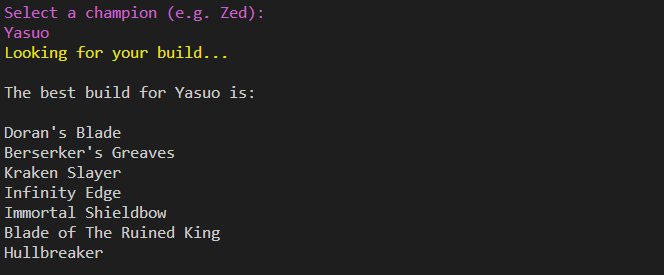 Select a champion (e.g. Zed):
Yasuo
Looking for your build...
The best build for Yasuo is:
Doran's Blade
Berserker's Greaves
Kraken Slayer
Infinity Edge
Immortal Shieldbow
Blade of The Ruined King
Hullbreaker